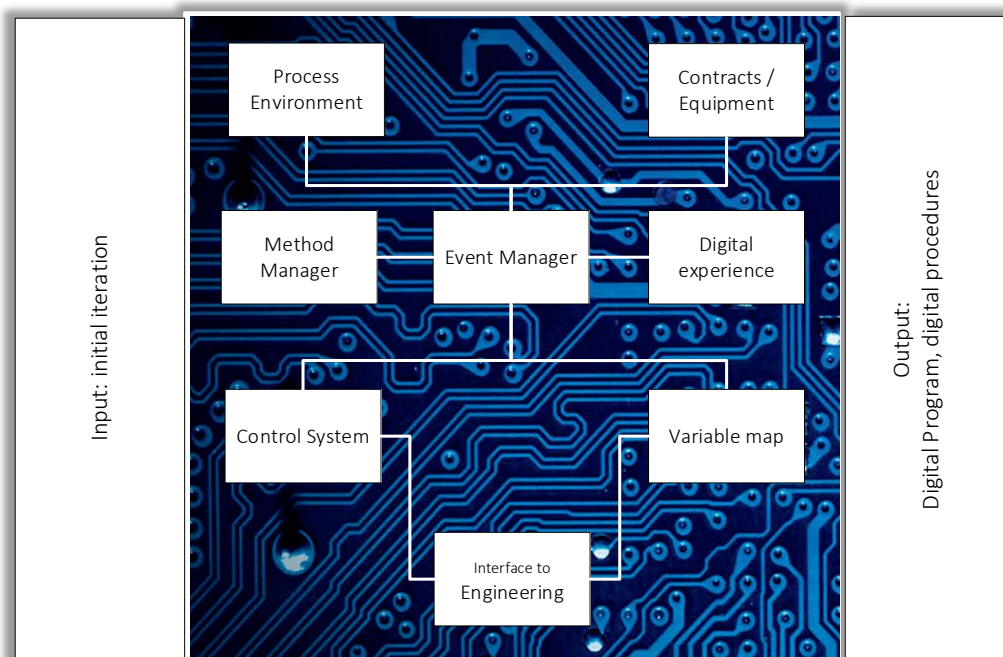 Input: initial iteration
Process
Environment
Contracts /
Equipment
Method
Manager
Event Manager
Digital
experience
Control System
Variable map
Interface to
Engineering
Output:
Digital Program, digital procedures